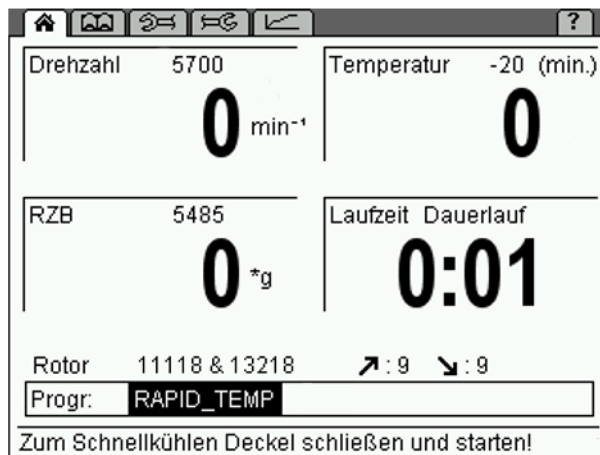 ?
Drehzahl 5700
0 min⁻¹
Temperatur -20 (min.)
0
RZB 5485
0 *g
Laufzeit Dauerlauf
0:01
Rotor 11118 & 13218 ↗ : 9 ↘ : 9
Progr: RAPID_TEMP
Zum Schnellkühlen Deckel schließen und starten!